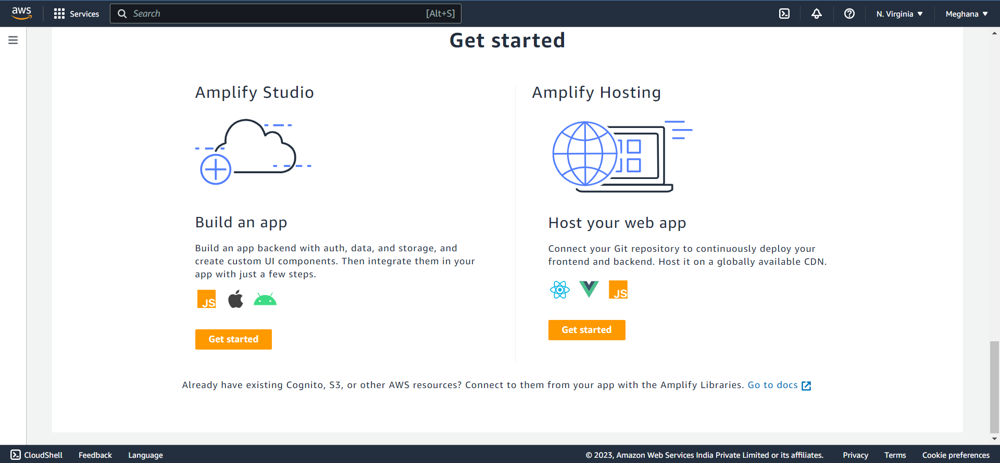 aws Services Search [Alt+S] N. Virginia Meghana
Get started
Amplify Studio
Build an app
Build an app backend with auth, data, and storage, and
create custom UI components. Then integrate them in your
app with just a few steps.
JS
Get started
Amplify Hosting
Host your web app
Connect your Git repository to continuously deploy your
frontend and backend. Host it on a globally available CDN.
JS
Get started
Already have existing Cognito, S3, or other AWS resources? Connect to them from your app with the Amplify Libraries. Go to docs
CloudShell Feedback Language © 2023, Amazon Web Services India Private Limited or its affiliates. Privacy Terms Cookie preferences